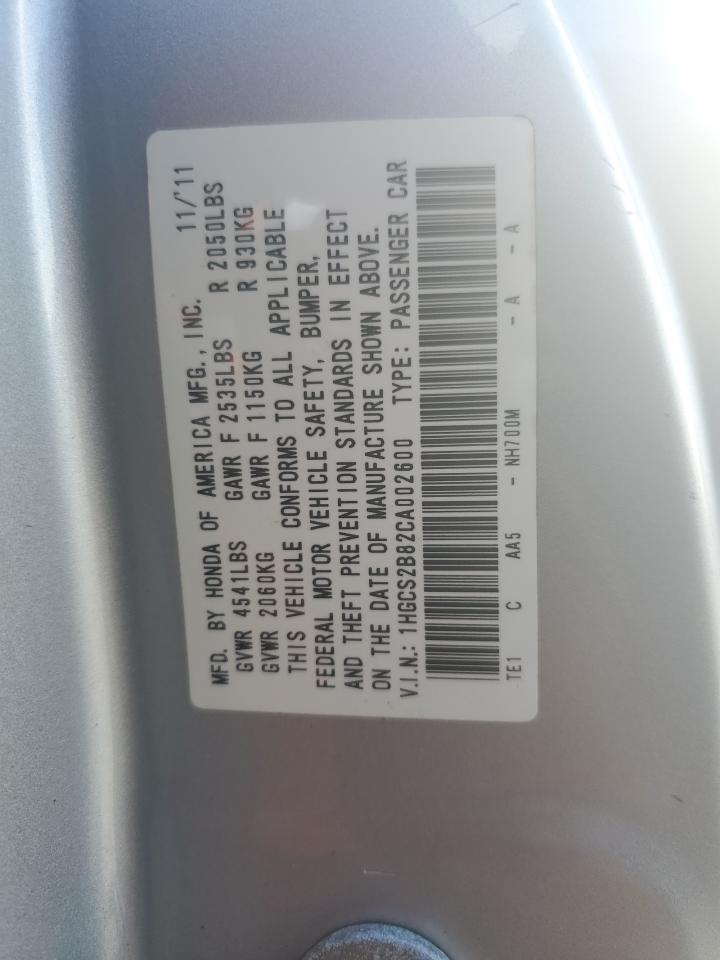 MFD. BY HONDA OF AMERICA MFG., INC. 11/'11
GVWR 4541LBS GAWR F 2535LBS R 2050LBS
GVWR 2060KG GAWR F 1150KG R 930KG
THIS VEHICLE CONFORMS TO ALL APPLICABLE
FEDERAL MOTOR VEHICLE SAFETY, BUMPER,
AND THEFT PREVENTION STANDARDS IN EFFECT
ON THE DATE OF MANUFACTURE SHOWN ABOVE.
V.I.N.: 1HGCS2B82CA002600 TYPE: PASSENGER CAR
TE1 C AA5 - NH700M - A - A